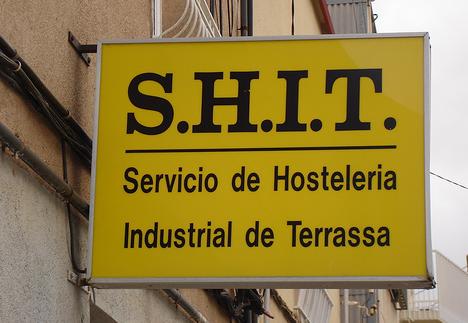 S.H.I.T.
Servicio de Hosteleria
Industrial de Terrassa